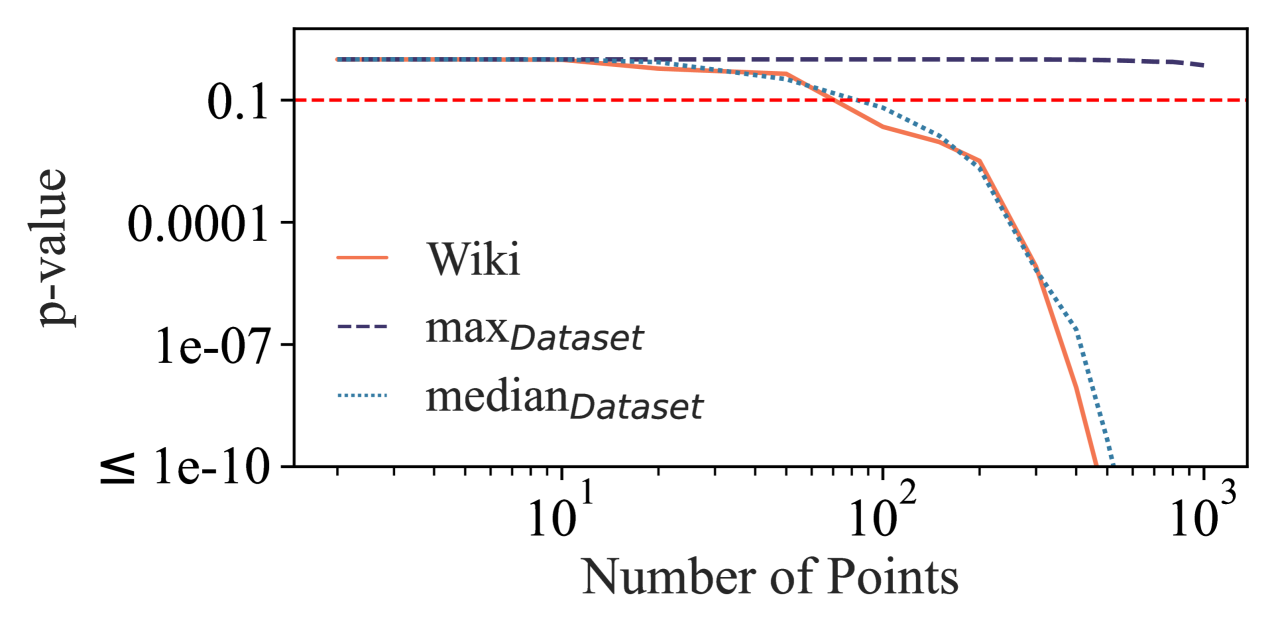 0.1
0.0001
1e-07
≤ 1e-10
p-value
Wiki
max_Dataset
median_Dataset
10^1 10^2 10^3
Number of Points